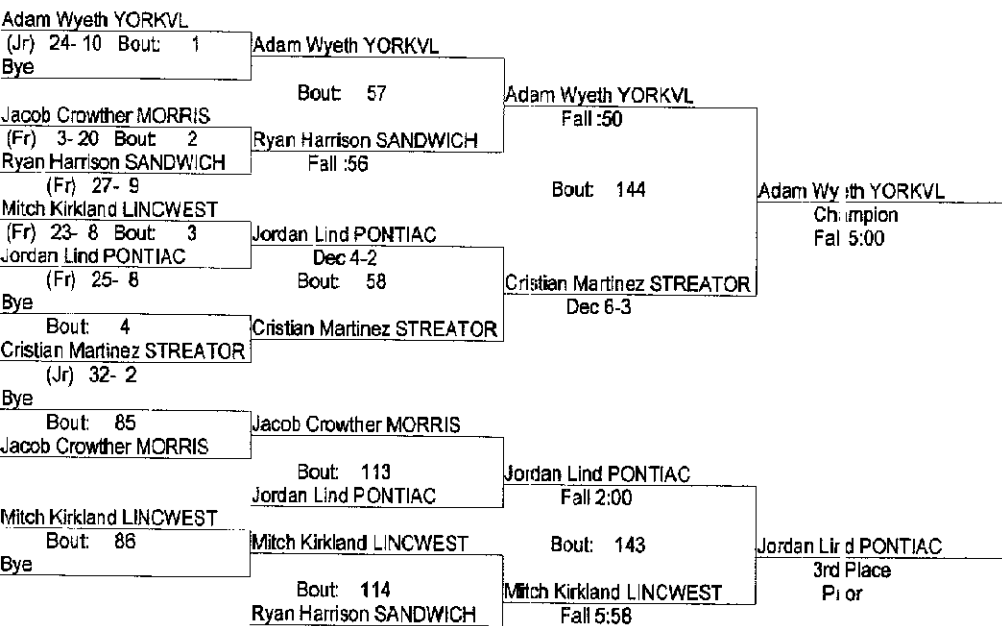 Adam Wyeth YORKVL
(Jr) 24- 10 Bout: 1
Bye
Jacob Crowther MORRIS
(Fr) 3- 20 Bout: 2
Ryan Harrison SANDWICH
(Fr) 27- 9
Mitch Kirkland LINCWEST
(Fr) 23- 8 Bout: 3
Jordan Lind PONTIAC
(Fr) 25- 8
Bye
Bout: 4
Cristian Martinez STREATOR
(Jr) 32- 2
Bye
Bout: 85
Jacob Crowther MORRIS
Mitch Kirkland LINCWEST
Bout: 86
Bye
Adam Wyeth YORKVL
Bout: 57
Ryan Harrison SANDWICH
Fall :56
Jordan Lind PONTIAC
Dec 4-2
Bout: 58
Cristian Martinez STREATOR
Jacob Crowther MORRIS
Bout: 113
Jordan Lind PONTIAC
Mitch Kirkland LINCWEST
Bout: 114
Ryan Harrison SANDWICH
Adam Wyeth YORKVL
Fall :50
Bout: 144
Cristian Martinez STREATOR
Dec 6-3
Jordan Lind PONTIAC
Fall 2:00
Bout: 143
Mitch Kirkland LINCWEST
Fall 5:58
Adam Wyeth YORKVL
Champion
Fall 5:00
Jordan Lind PONTIAC
3rd Place
Prior